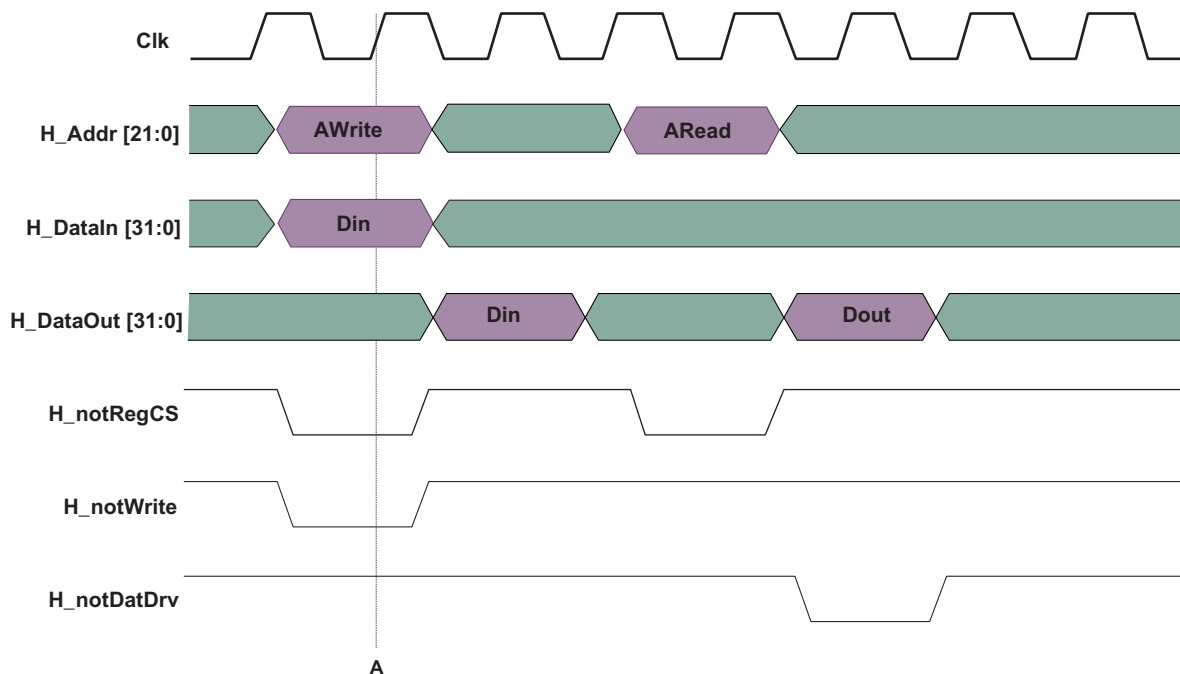 Clk
H_Addr [21:0] AWrite ARead
H_DataIn [31:0] Din
H_DataOut [31:0] Din Dout
H_notRegCS
H_notWrite
H_notDatDrv
A